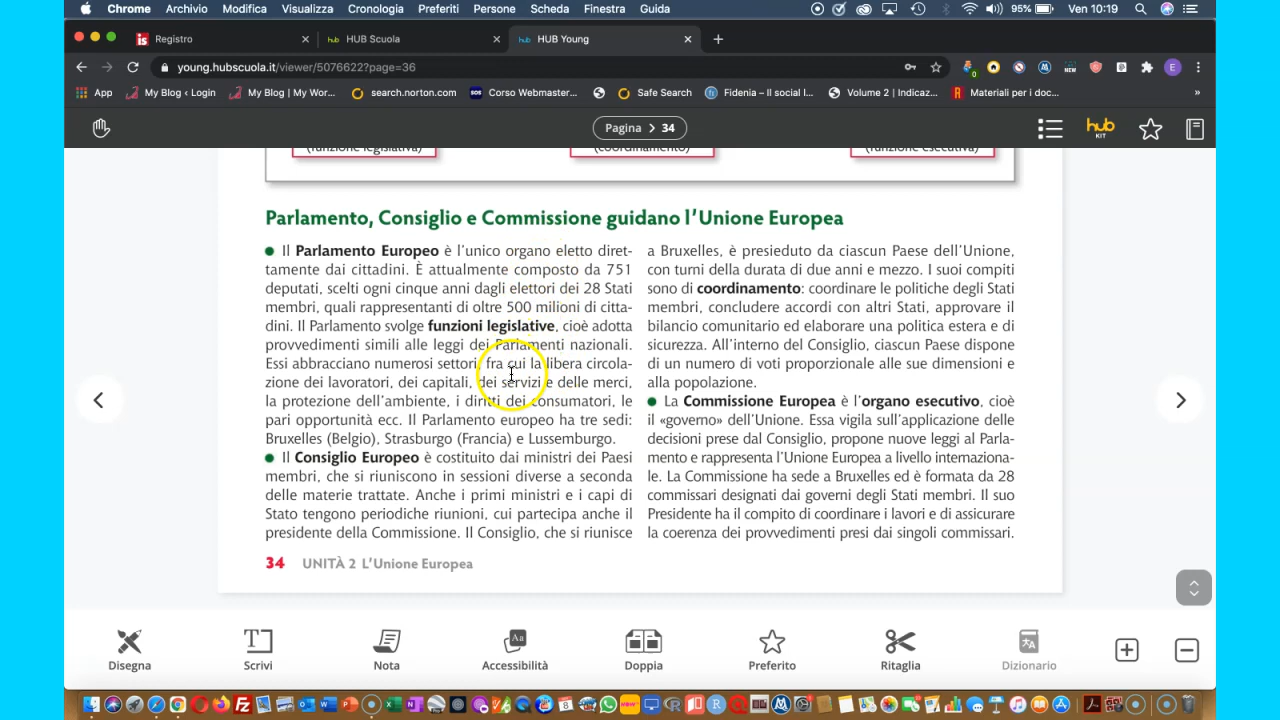 Chrome Archivio Modifica Visualizza Cronologia Preferiti Persone Scheda Finestra Guida 95% Ven 10:19
Registro HUB Scuola HUB Young
young.hubscuola.it/viewer/5076622?page=36
App My Blog ‹ Login My Blog | My Wor... search.norton.com Corso Webmaster... Safe Search Fidenia – Il social l... Volume 2 | Indicaz... Materiali per i doc... »
Pagina > 34 hub KIT
(funzione legislativa) (coordinamento) (funzione esecutiva)
Parlamento, Consiglio e Commissione guidano l'Unione Europea
● Il Parlamento Europeo è l'unico organo eletto diret-
tamente dai cittadini. È attualmente composto da 751
deputati, scelti ogni cinque anni dagli elettori dei 28 Stati
membri, quali rappresentanti di oltre 500 milioni di citta-
dini. Il Parlamento svolge funzioni legislative, cioè adotta
provvedimenti simili alle leggi dei Parlamenti nazionali.
Essi abbracciano numerosi settori, fra cui la libera circola-
zione dei lavoratori, dei capitali, dei servizi e delle merci,
la protezione dell'ambiente, i diritti dei consumatori, le
pari opportunità ecc. Il Parlamento europeo ha tre sedi:
Bruxelles (Belgio), Strasburgo (Francia) e Lussemburgo.
● Il Consiglio Europeo è costituito dai ministri dei Paesi
membri, che si riuniscono in sessioni diverse a seconda
delle materie trattate. Anche i primi ministri e i capi di
Stato tengono periodiche riunioni, cui partecipa anche il
presidente della Commissione. Il Consiglio, che si riunisce
a Bruxelles, è presieduto da ciascun Paese dell'Unione,
con turni della durata di due anni e mezzo. I suoi compiti
sono di coordinamento: coordinare le politiche degli Stati
membri, concludere accordi con altri Stati, approvare il
bilancio comunitario ed elaborare una politica estera e di
sicurezza. All'interno del Consiglio, ciascun Paese dispone
di un numero di voti proporzionale alle sue dimensioni e
alla popolazione.
● La Commissione Europea è l'organo esecutivo, cioè
il «governo» dell'Unione. Essa vigila sull'applicazione delle
decisioni prese dal Consiglio, propone nuove leggi al Parla-
mento e rappresenta l'Unione Europea a livello internaziona-
le. La Commissione ha sede a Bruxelles ed è formata da 28
commissari designati dai governi degli Stati membri. Il suo
Presidente ha il compito di coordinare i lavori e di assicurare
la coerenza dei provvedimenti presi dai singoli commissari.
34 UNITÀ 2 L'Unione Europea
Disegna Scrivi Nota Accessibilità Doppia Preferito Ritaglia Dizionario